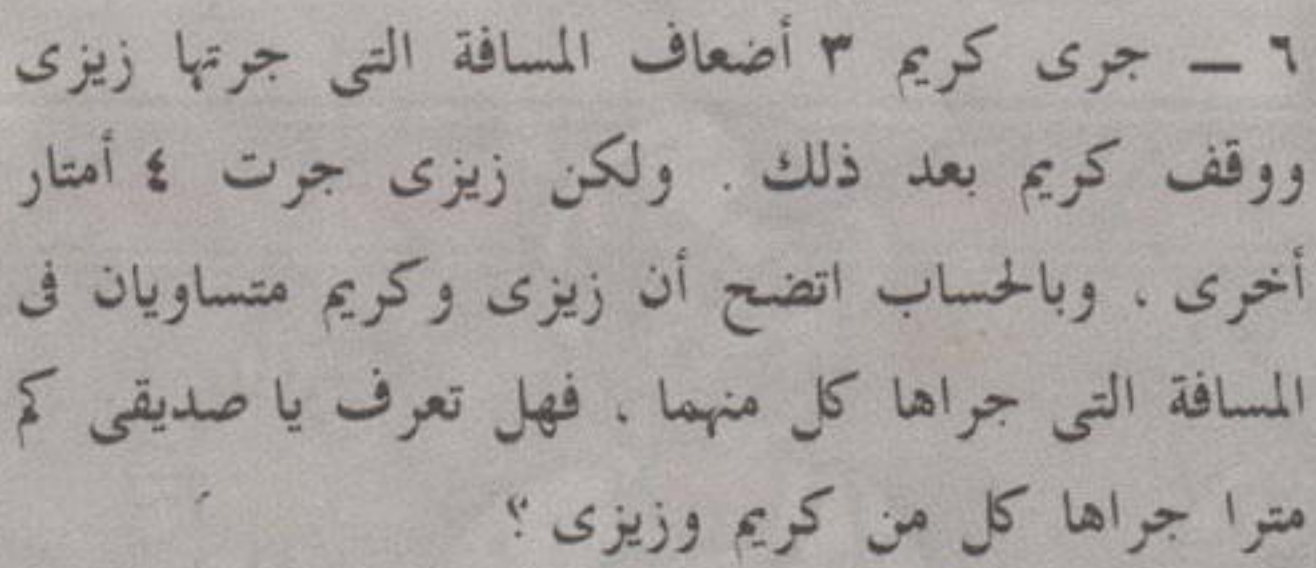 ٦ — جرى كريم ٣ أضعاف المسافة التى جرتها زيزى
ووقف كريم بعد ذلك . ولكن زيزى جرت ٤ أمتار
أخرى . وبالحساب اتضح أن زيزى وكريم متساويان فى
المسافة التى جراها كل منهما . فهل تعرف يا صديقى كم
مترا جراها كل من كريم وزيزى ؟